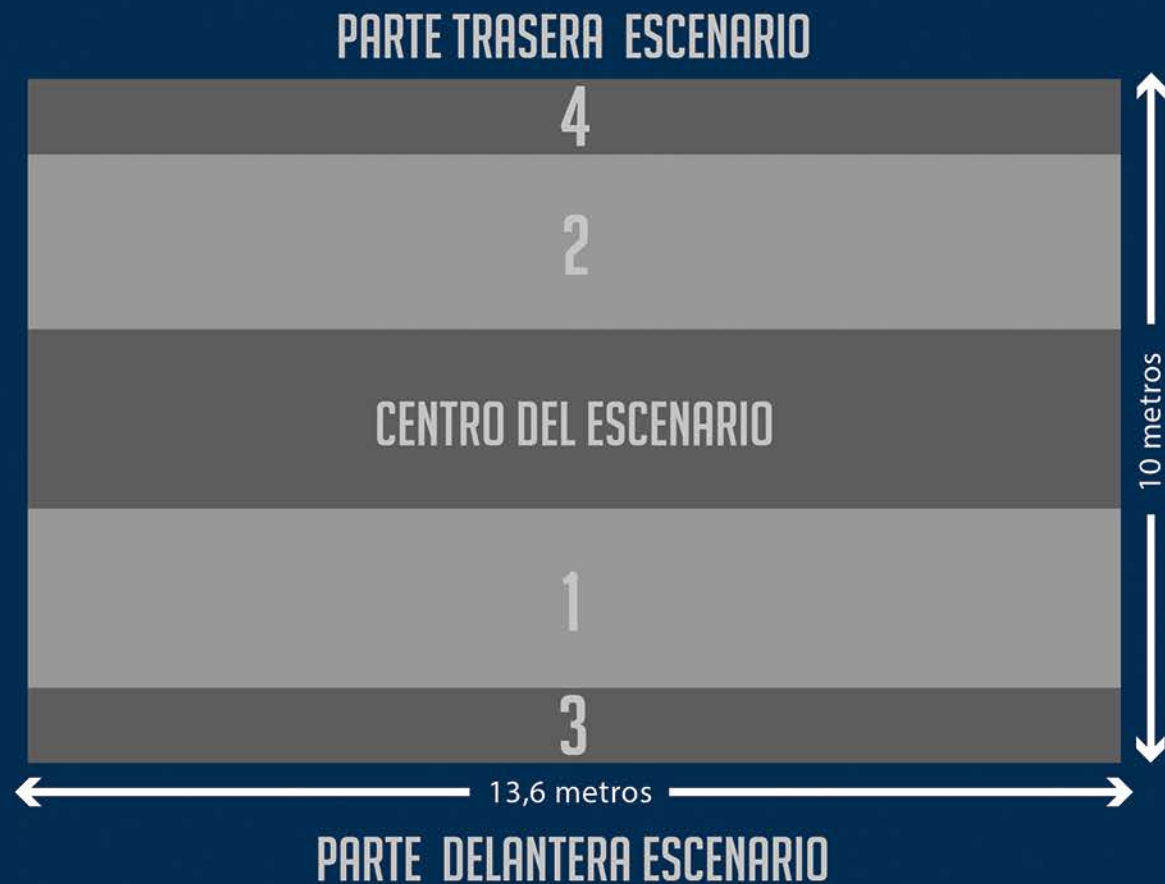 PARTE TRASERA ESCENARIO
4
2
CENTRO DEL ESCENARIO
10 metros
1
3
13,6 metros
PARTE DELANTERA ESCENARIO